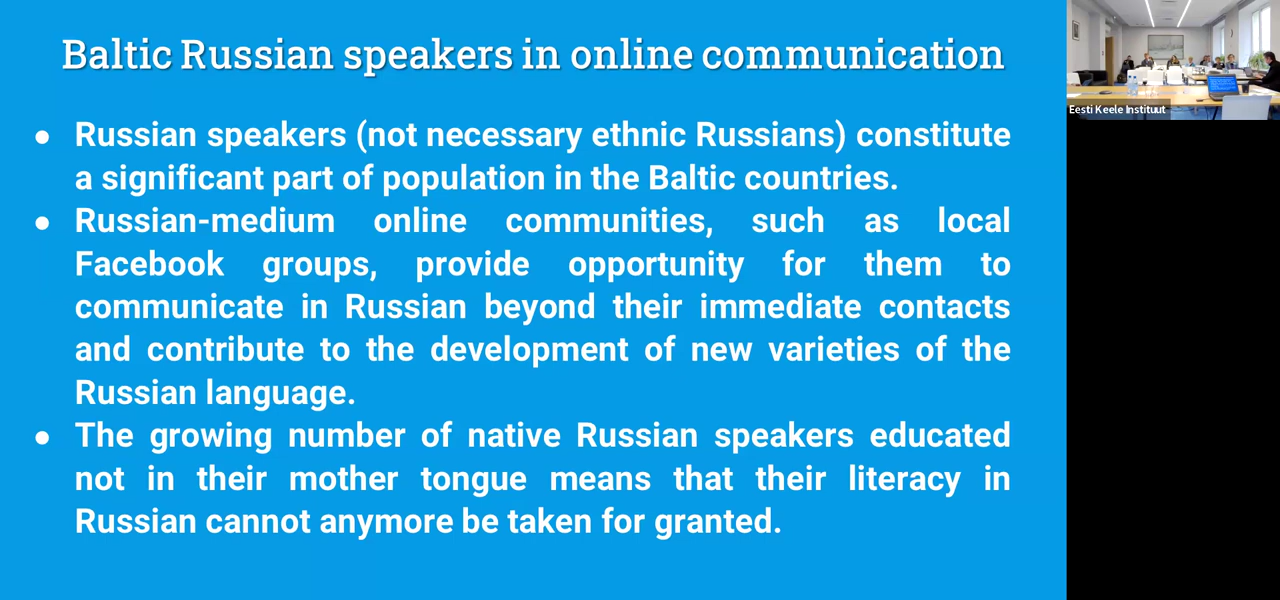 Baltic Russian speakers in online communication
● Russian speakers (not necessary ethnic Russians) constitute
a significant part of population in the Baltic countries.
● Russian-medium online communities, such as local
Facebook groups, provide opportunity for them to
communicate in Russian beyond their immediate contacts
and contribute to the development of new varieties of the
Russian language.
● The growing number of native Russian speakers educated
not in their mother tongue means that their literacy in
Russian cannot anymore be taken for granted.
Eesti Keele Instituut